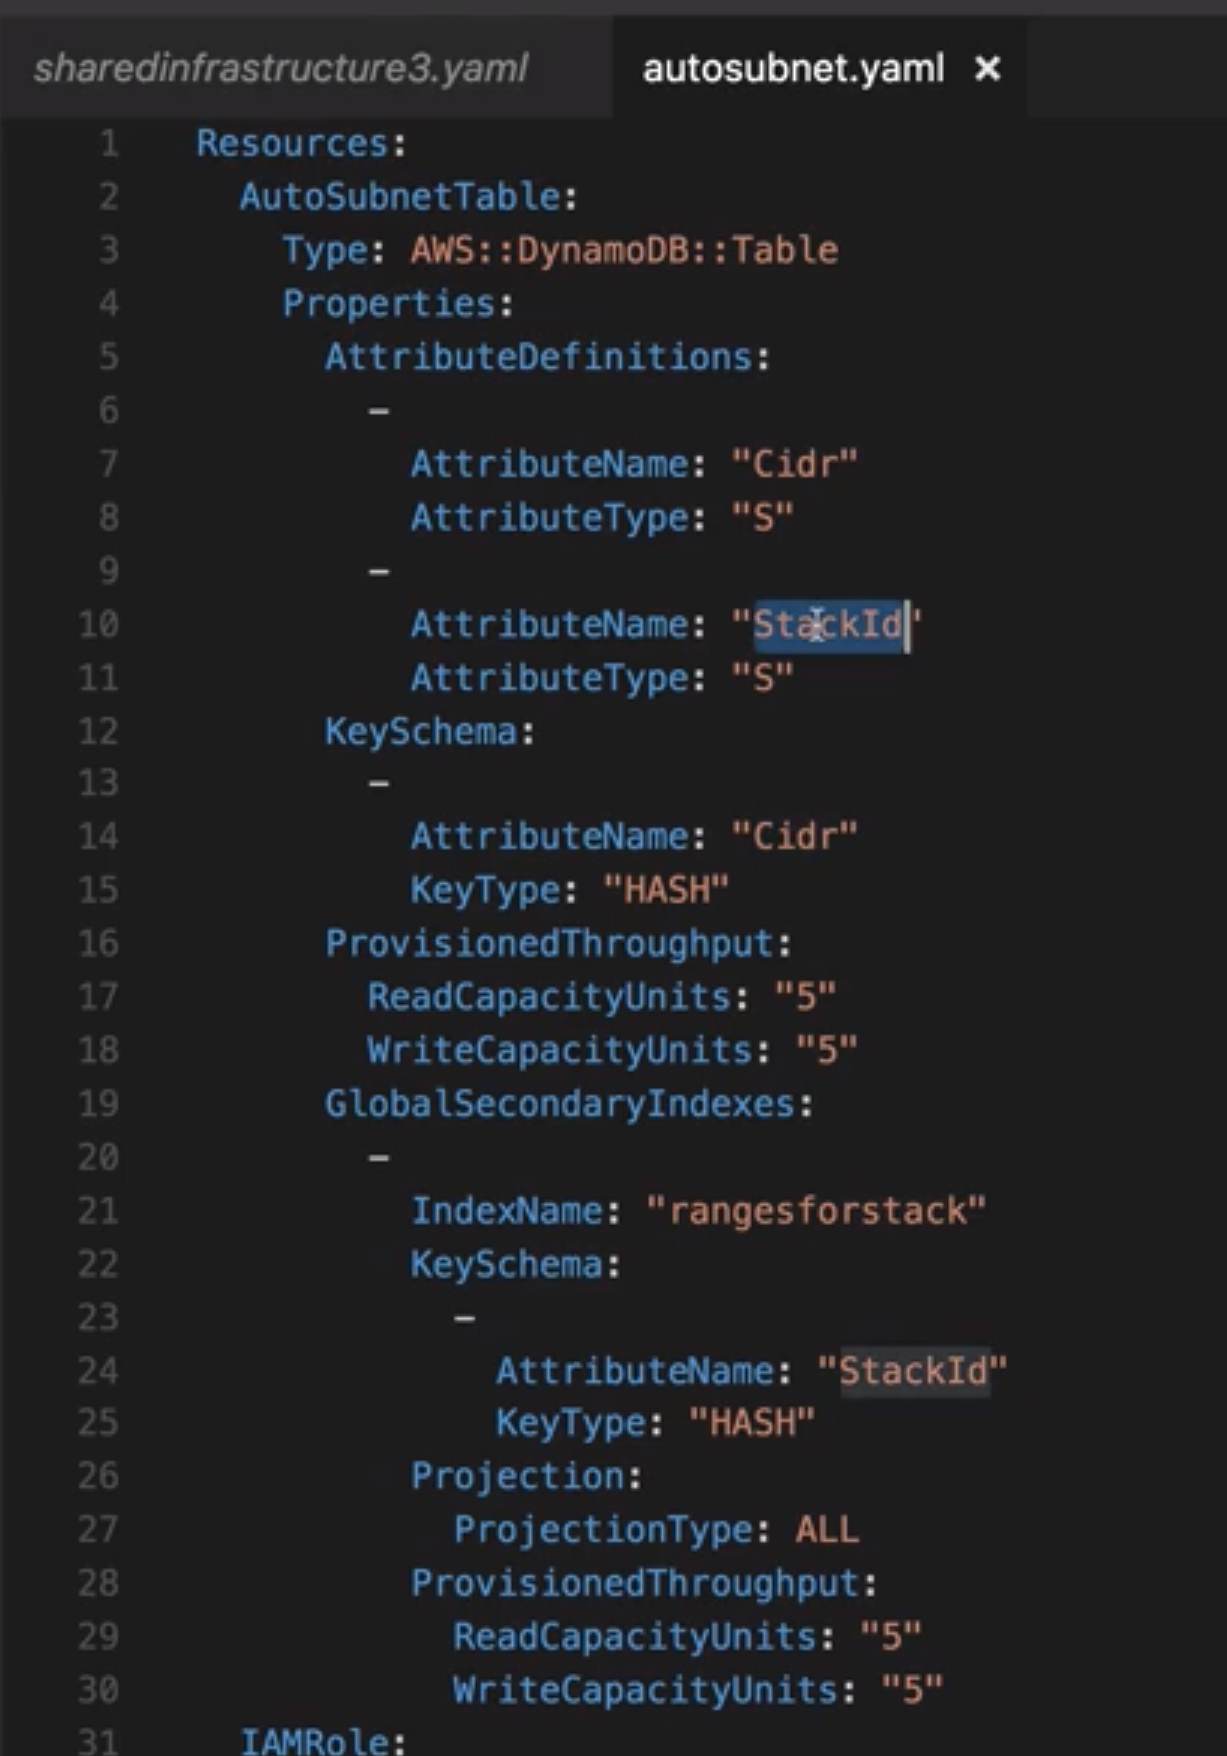 sharedinfrastructure3.yaml autosubnet.yaml ×
1 Resources:
2 AutoSubnetTable:
3 Type: AWS::DynamoDB::Table
4 Properties:
5 AttributeDefinitions:
6 -
7 AttributeName: "Cidr"
8 AttributeType: "S"
9 -
10 AttributeName: "StackId"
11 AttributeType: "S"
12 KeySchema:
13 -
14 AttributeName: "Cidr"
15 KeyType: "HASH"
16 ProvisionedThroughput:
17 ReadCapacityUnits: "5"
18 WriteCapacityUnits: "5"
19 GlobalSecondaryIndexes:
20 -
21 IndexName: "rangesforstack"
22 KeySchema:
23 -
24 AttributeName: "StackId"
25 KeyType: "HASH"
26 Projection:
27 ProjectionType: ALL
28 ProvisionedThroughput:
29 ReadCapacityUnits: "5"
30 WriteCapacityUnits: "5"
31 IAMRole: